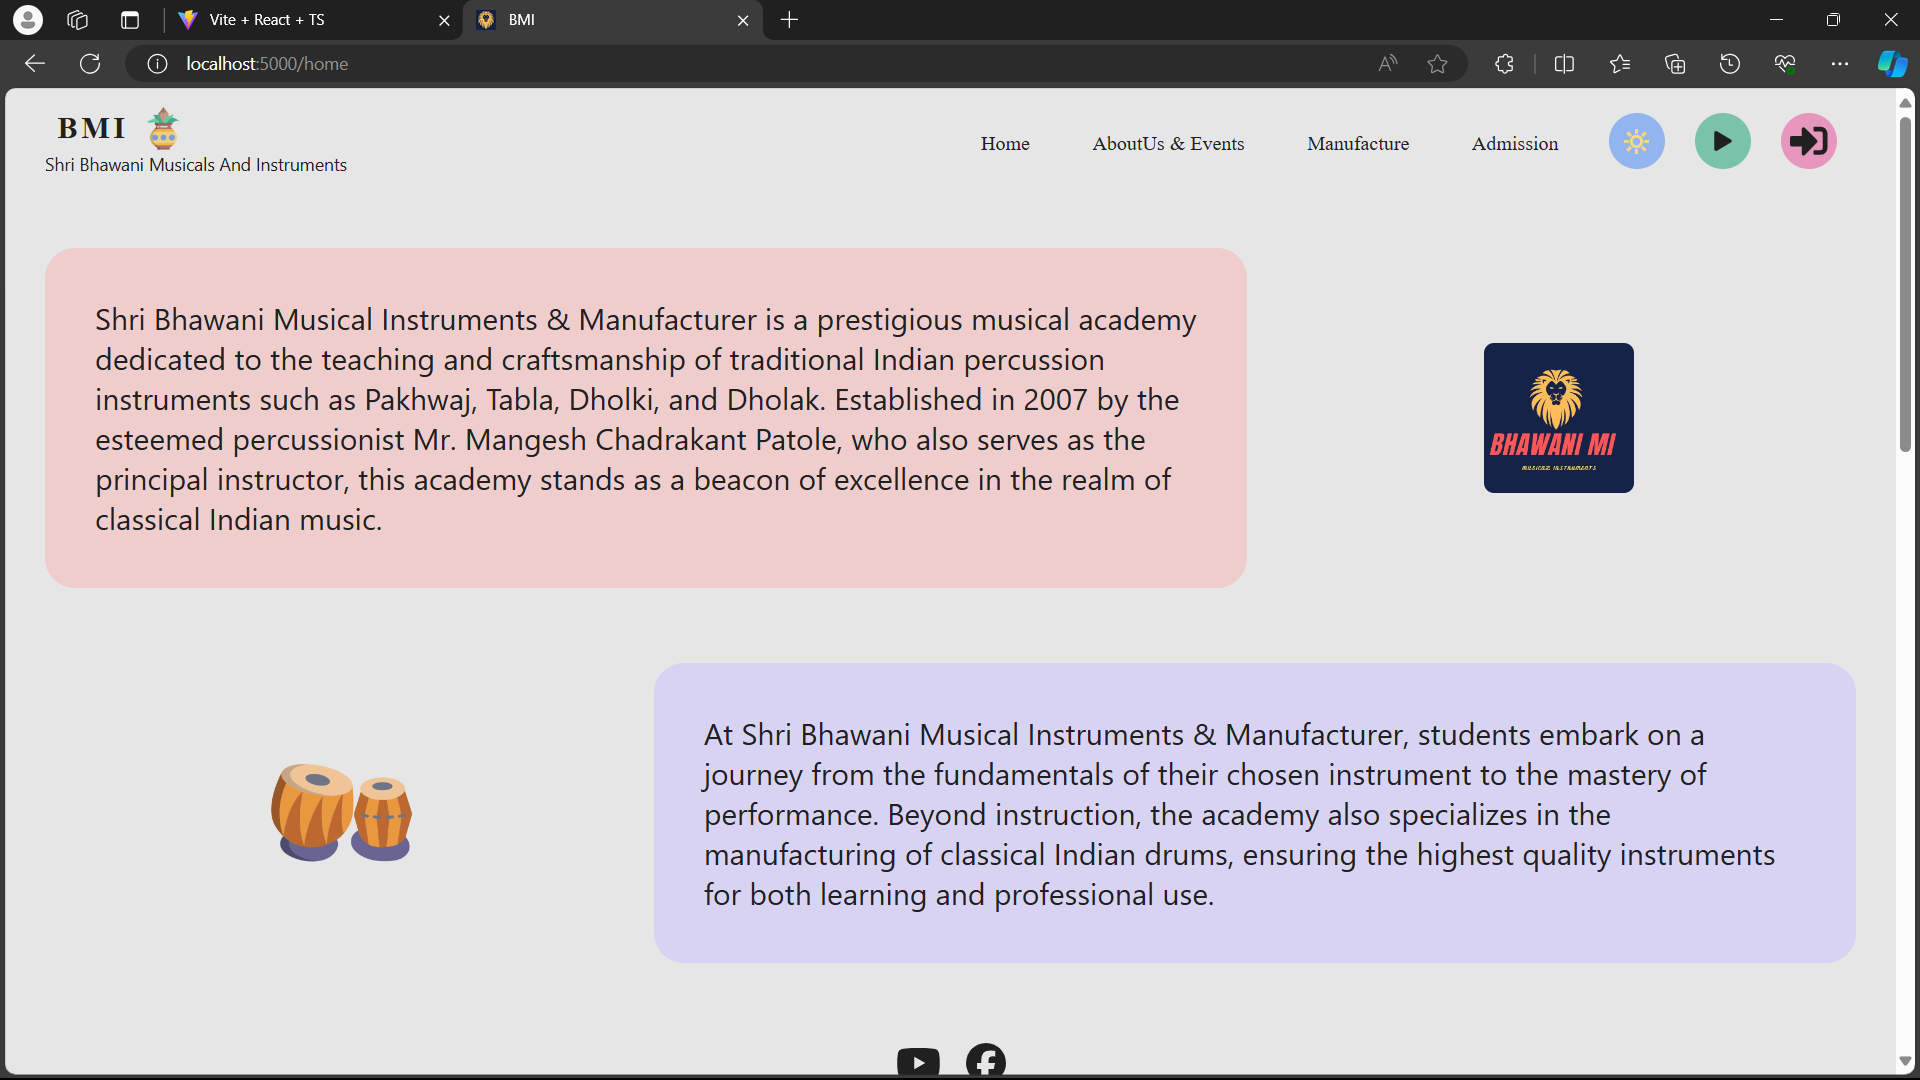 Vite + React + TS
BMI
localhost:5000/home
BMI
Shri Bhawani Musicals And Instruments
Home
AboutUs & Events
Manufacture
Admission
Shri Bhawani Musical Instruments & Manufacturer is a prestigious musical academy
dedicated to the teaching and craftsmanship of traditional Indian percussion
instruments such as Pakhwaj, Tabla, Dholki, and Dholak. Established in 2007 by the
esteemed percussionist Mr. Mangesh Chadrakant Patole, who also serves as the
principal instructor, this academy stands as a beacon of excellence in the realm of
classical Indian music.
BHAWANI MI
MUSICAL INSTRUMENTS
At Shri Bhawani Musical Instruments & Manufacturer, students embark on a
journey from the fundamentals of their chosen instrument to the mastery of
performance. Beyond instruction, the academy also specializes in the
manufacturing of classical Indian drums, ensuring the highest quality instruments
for both learning and professional use.